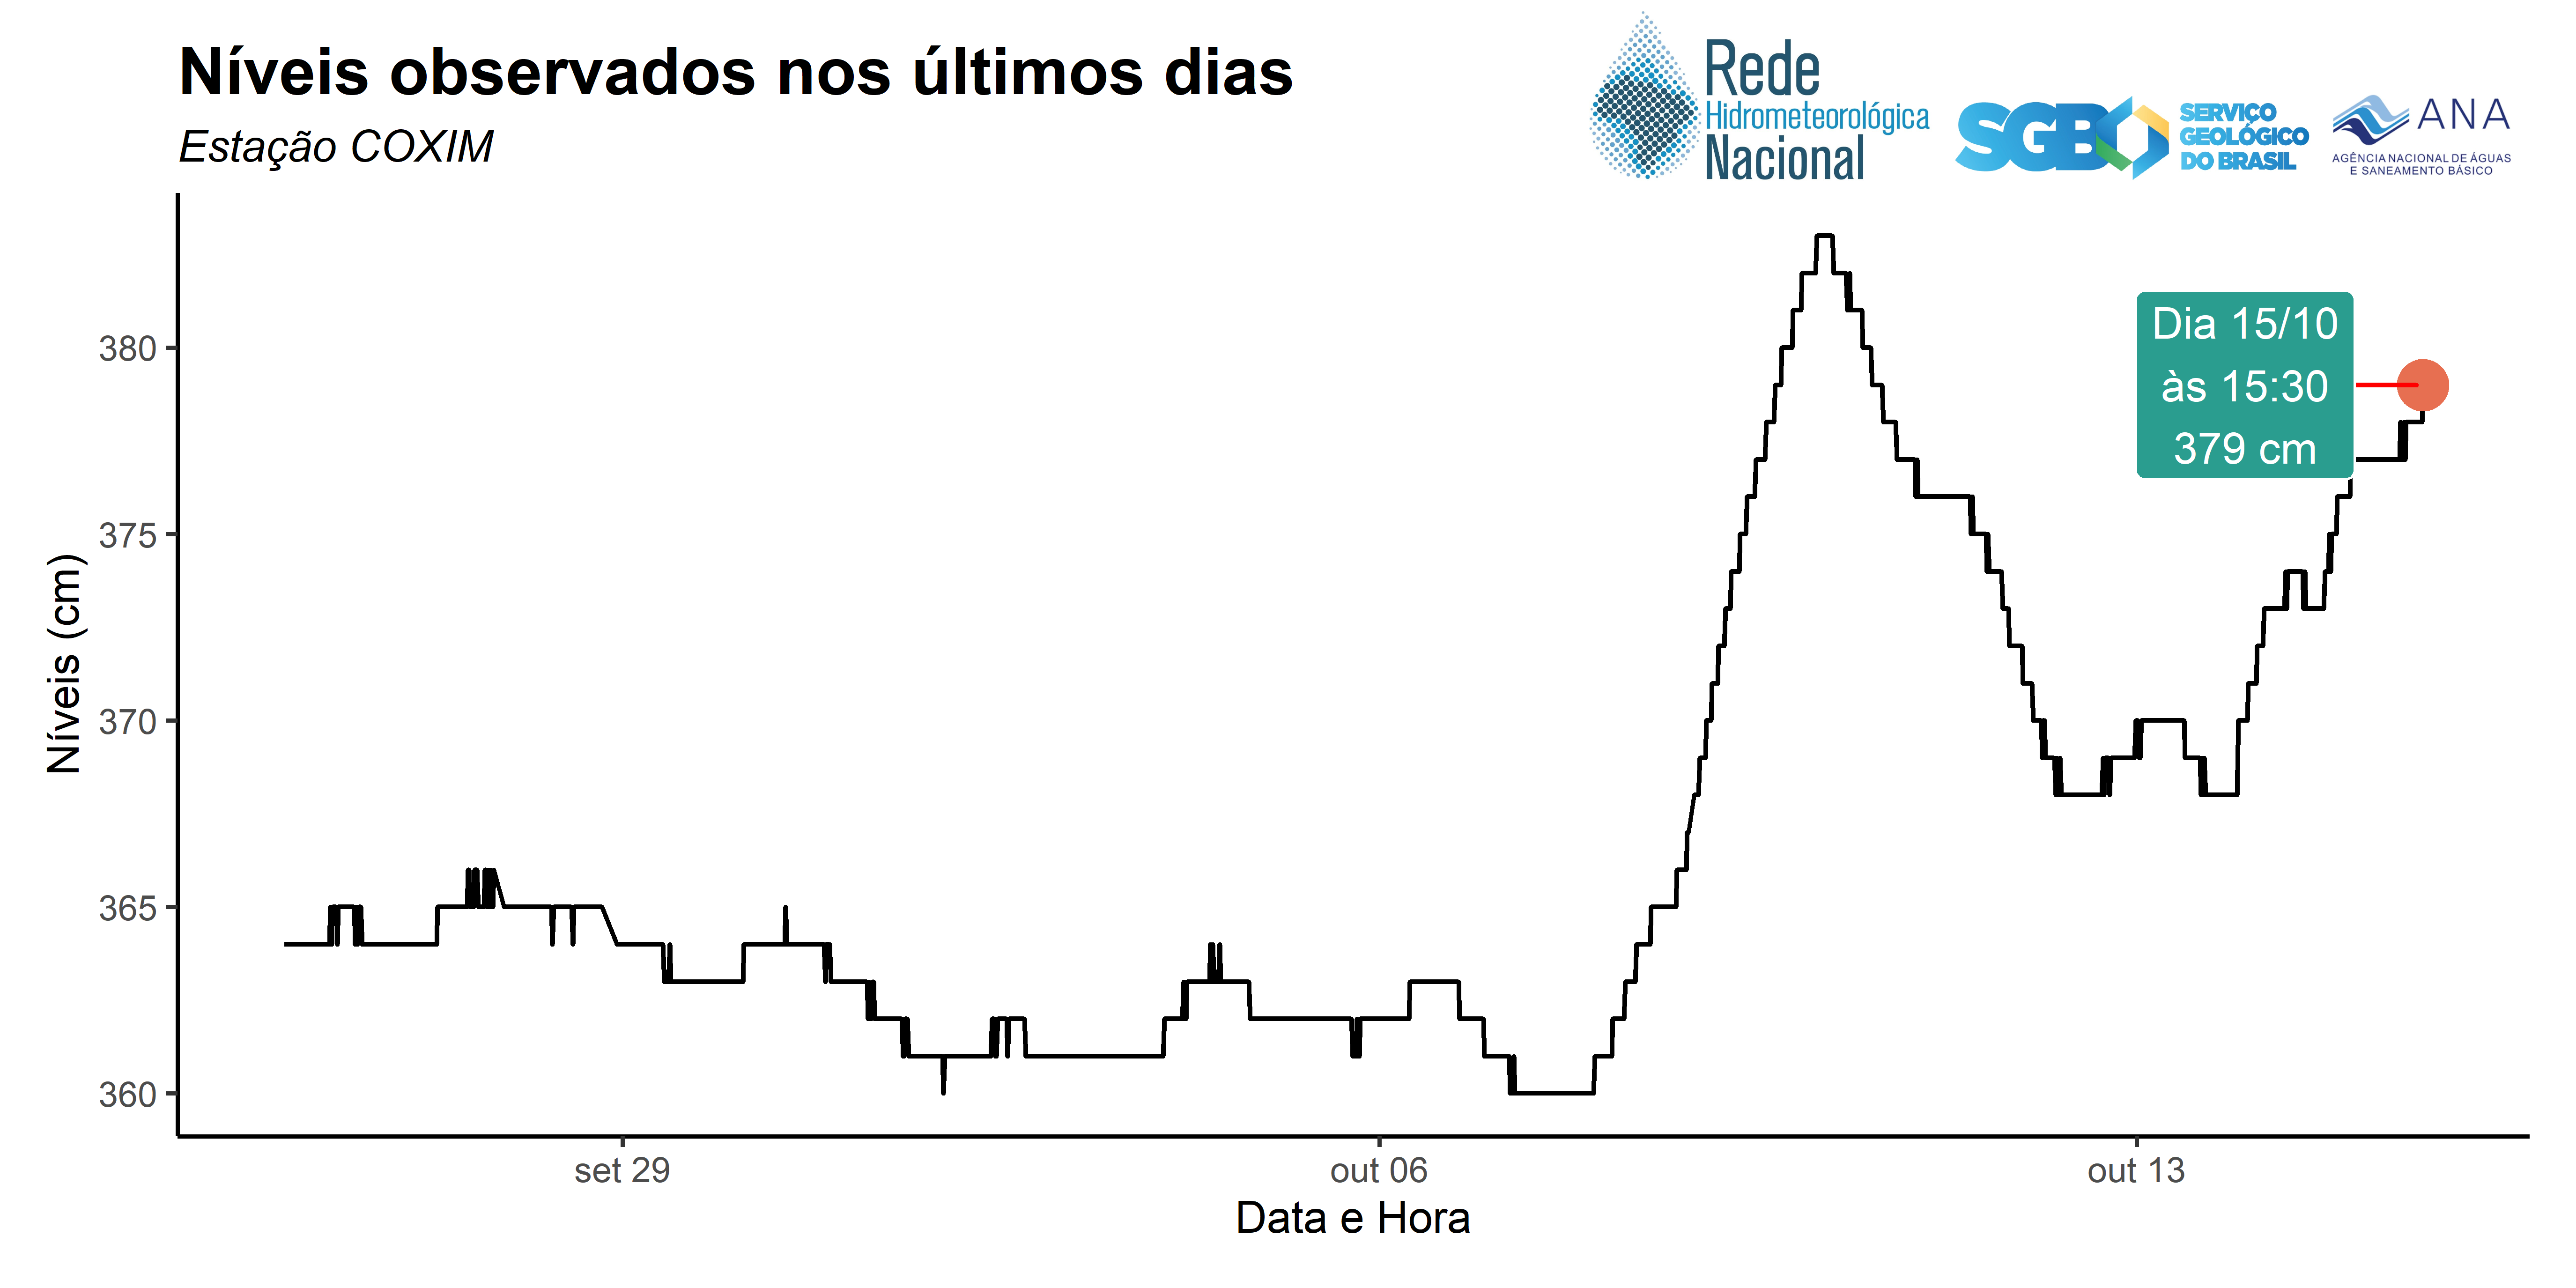 Níveis observados nos últimos dias
Estação COXIM
Rede
Hidrometeorológica
Nacional
SGB
SERVIÇO
GEOLÓGICO
DO BRASIL
ANA
AGÊNCIA NACIONAL DE ÁGUAS
E SANEAMENTO BÁSICO
Dia 15/10
às 15:30
379 cm
Níveis (cm)
380
375
370
365
360
set 29
out 06
out 13
Data e Hora